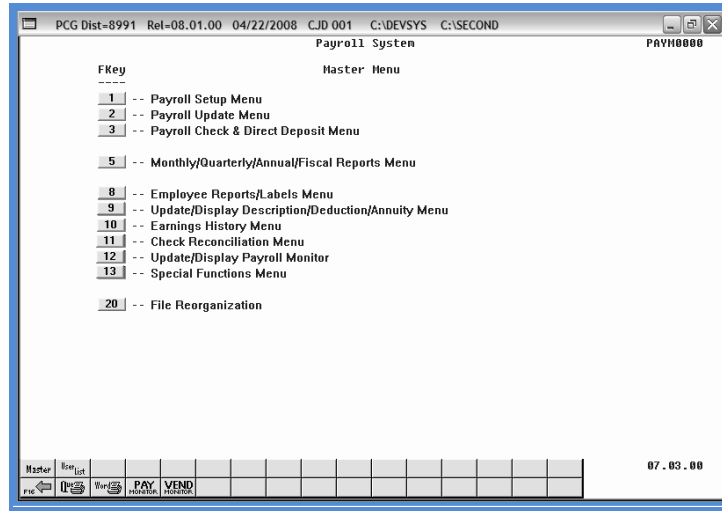 PCG Dist=8991 Rel=08.01.00 04/22/2008 CJD 001 C:\DEVSYS C:\SECOND
Payroll System PAYM0000
FKey Master Menu
----
1 -- Payroll Setup Menu
2 -- Payroll Update Menu
3 -- Payroll Check & Direct Deposit Menu
5 -- Monthly/Quarterly/Annual/Fiscal Reports Menu
8 -- Employee Reports/Labels Menu
9 -- Update/Display Description/Deduction/Annuity Menu
10 -- Earnings History Menu
11 -- Check Reconciliation Menu
12 -- Update/Display Payroll Monitor
13 -- Special Functions Menu
20 -- File Reorganization
Master User List 07.03.00
F16 Que Word PAY MONITOR VEND MONITOR